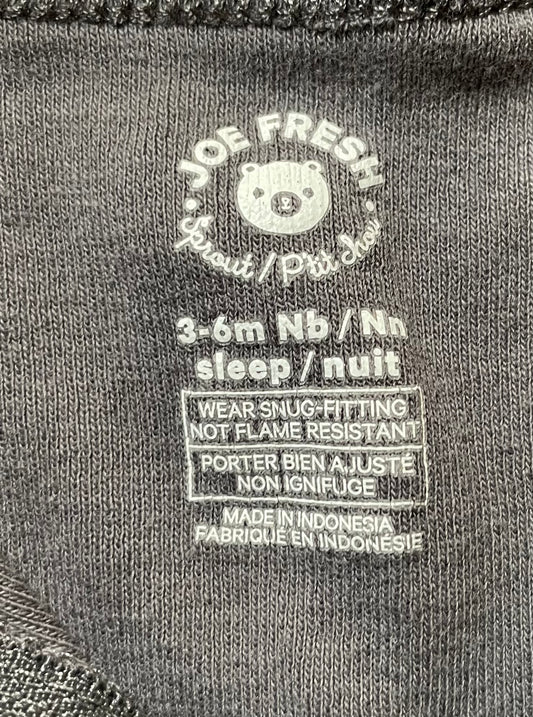 JOE FRESH
Sprout / P'tit chou
3-6m Nb / Nn
sleep / nuit
WEAR SNUG-FITTING
NOT FLAME RESISTANT
PORTER BIEN AJUSTÉ
NON IGNIFUGE
MADE IN INDONESIA
FABRIQUÉ EN INDONÉSIE